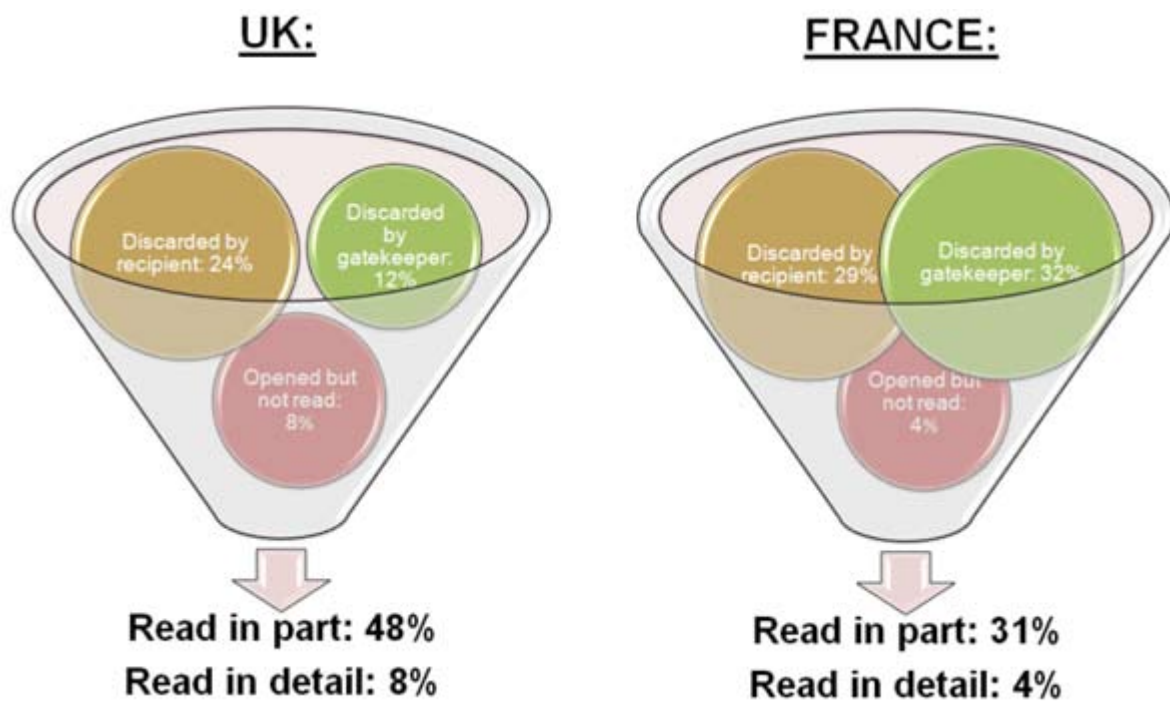 UK:
Discarded by
recipient: 24%
Discarded
by
gatekeeper:
12%
Opened but
not read:
8%
Read in part: 48%
Read in detail: 8%
FRANCE:
Discarded by
recipient: 29%
Discarded by
gatekeeper: 32%
Opened but
not read:
4%
Read in part: 31%
Read in detail: 4%